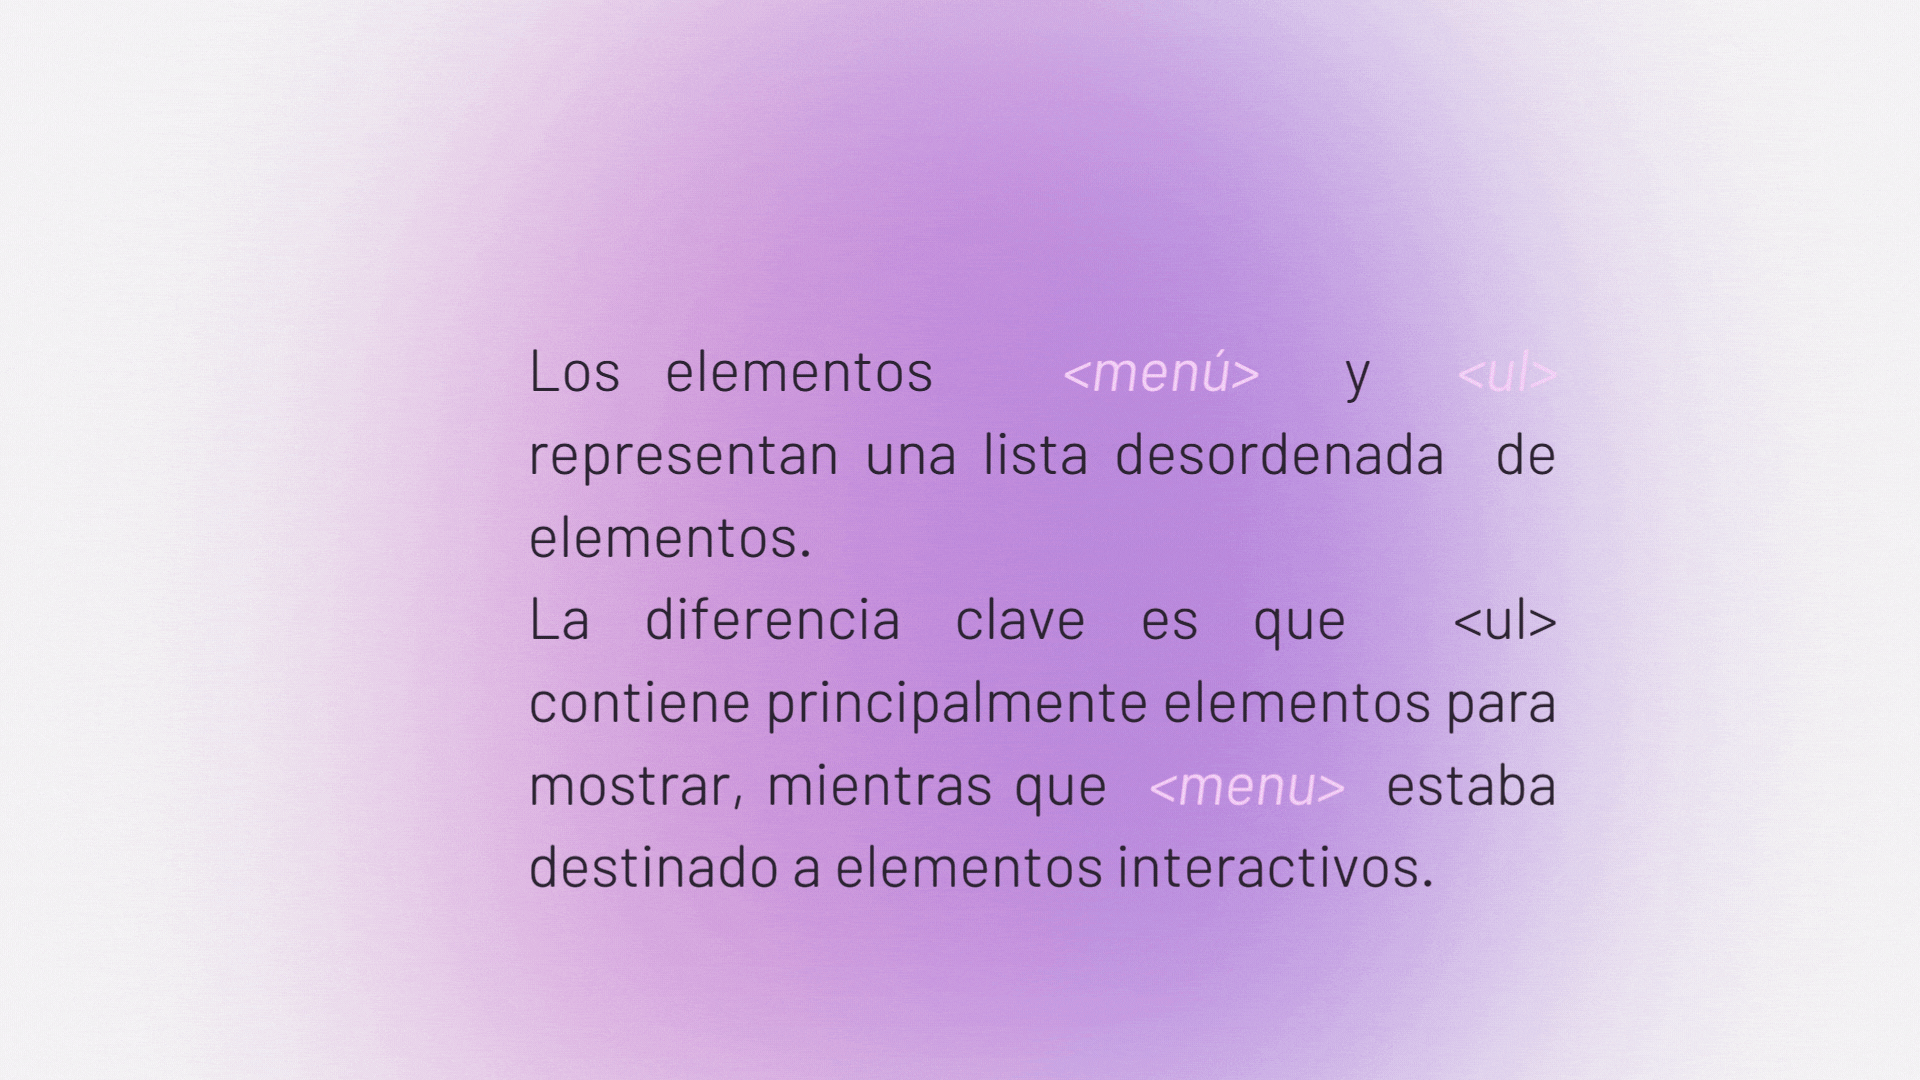 Los elementos <menú> y <ul>
representan una lista desordenada de
elementos.
La diferencia clave es que <ul>
contiene principalmente elementos para
mostrar, mientras que <menu> estaba
destinado a elementos interactivos.